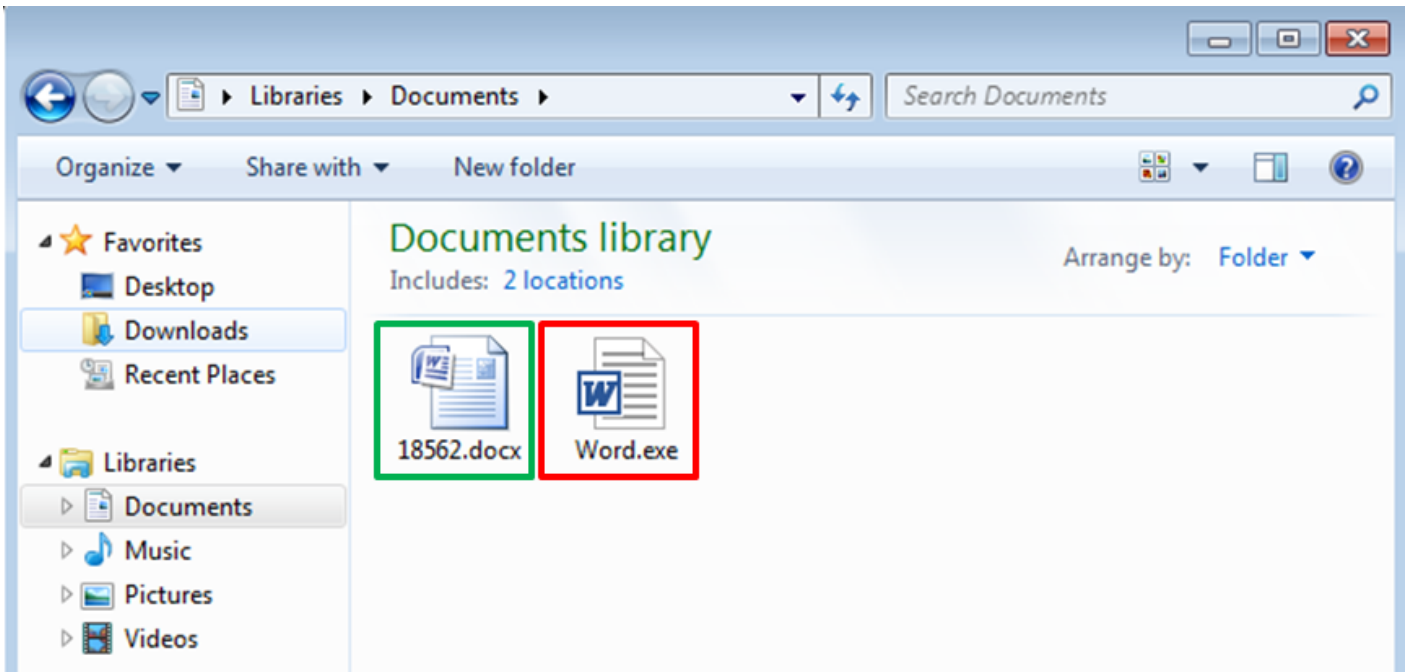 Libraries Documents
Search Documents
Organize Share with New folder
Favorites
Desktop
Downloads
Recent Places
Libraries
Documents
Music
Pictures
Videos
Documents library
Includes: 2 locations
Arrange by: Folder
18562.docx
Word.exe